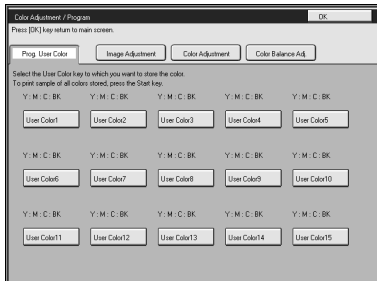 Color Adjustment / Program OK
Press [OK] key return to main screen.
Prog. User Color Image Adjustment Color Adjustment Color Balance Adj.
Select the User Color key to which you want to store the color.
To print sample of all colors stored, press the Start key.
Y : M : C : BK Y : M : C : BK Y : M : C : BK Y : M : C : BK Y : M : C : BK
User Color1 User Color2 User Color3 User Color4 User Color5
Y : M : C : BK Y : M : C : BK Y : M : C : BK Y : M : C : BK Y : M : C : BK
User Color6 User Color7 User Color8 User Color9 User Color10
Y : M : C : BK Y : M : C : BK Y : M : C : BK Y : M : C : BK Y : M : C : BK
User Color11 User Color12 User Color13 User Color14 User Color15